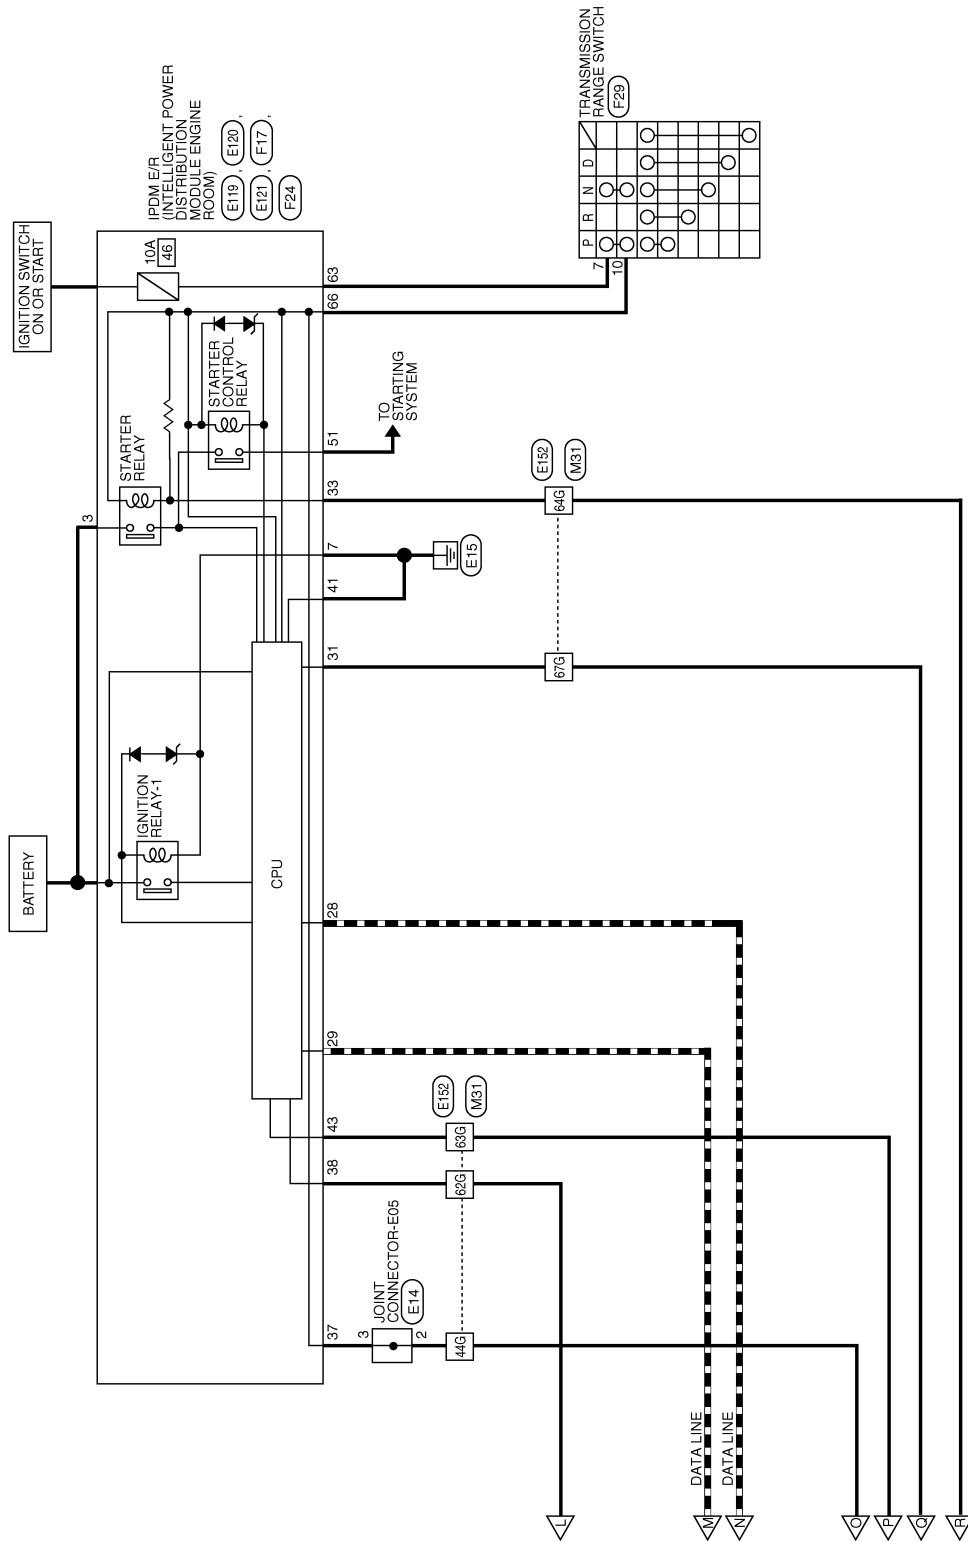 BATTERY
IGNITION SWITCH
ON OR START
IPDM E/R
(INTELLIGENT POWER
DISTRIBUTION
MODULE ENGINE
ROOM)
E119 , E120 ,
E121 , F17 ,
F24
3
10A
46
STARTER
RELAY
STARTER
CONTROL
RELAY
IGNITION
RELAY-1
CPU
37
38
43
29
28
31
41
7
33
51
66
63
TO
STARTING
SYSTEM
TRANSMISSION
RANGE SWITCH
F29
P R N D
7
10
E15
JOINT
CONNECTOR-E05
E14
3
2
E152
M31
44G
62G
63G
E152
M31
67G
64G
DATA LINE
DATA LINE
L
M
N
O
P
Q
R